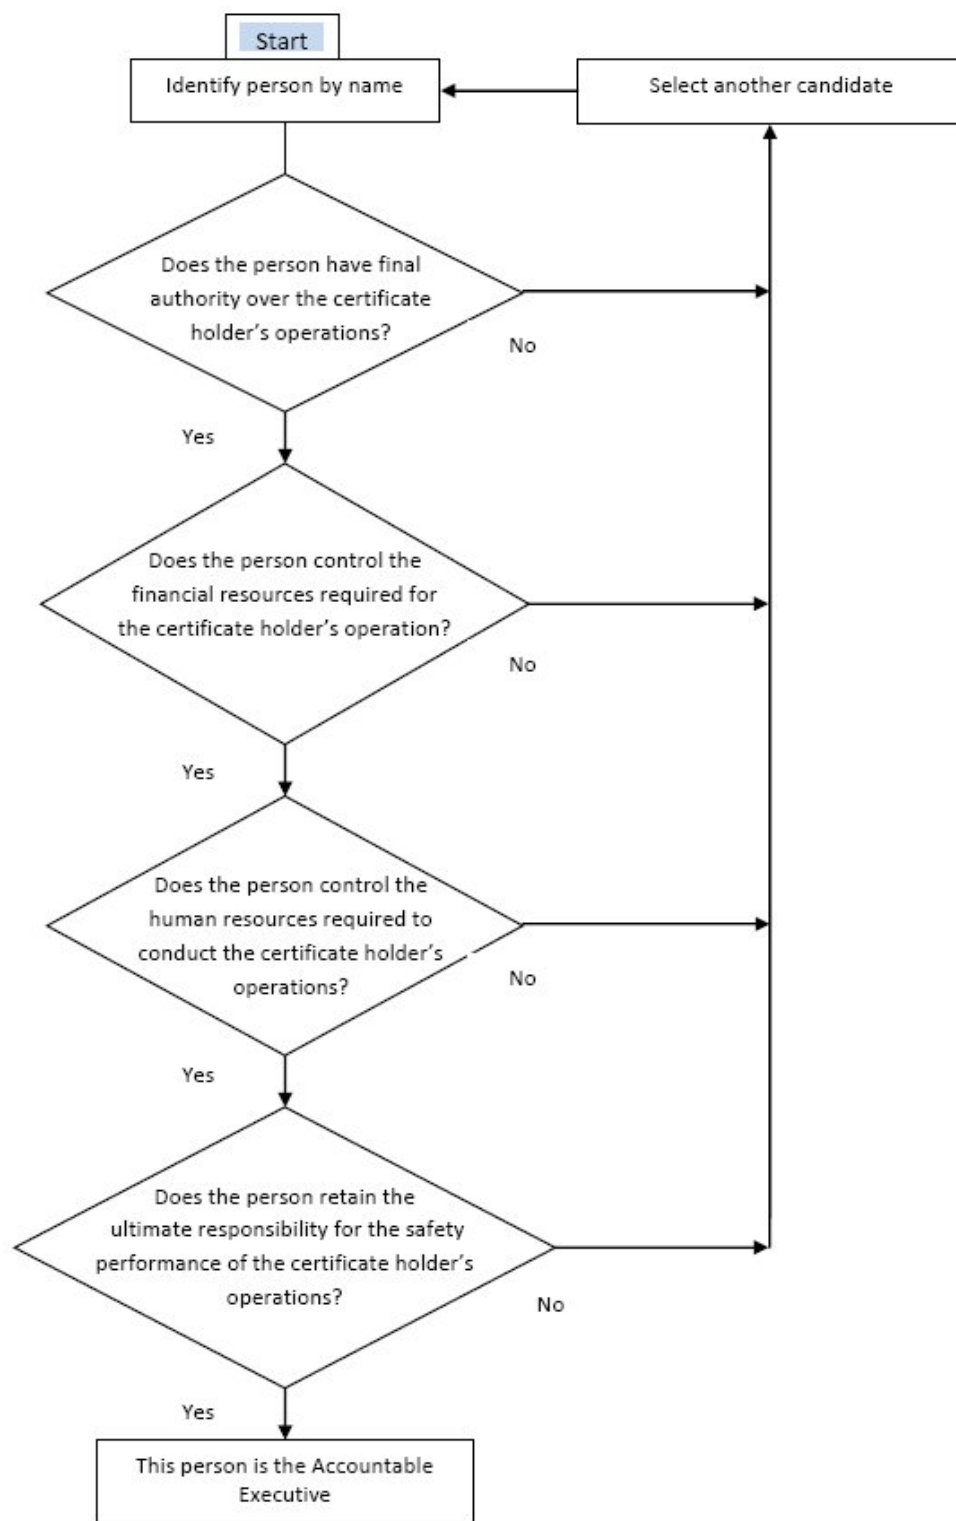 Start
Identify person by name
Select another candidate
Does the person have final
authority over the certificate
holder’s operations?
No
Yes
Does the person control the
financial resources required for
the certificate holder’s operation?
No
Yes
Does the person control the
human resources required to
conduct the certificate holder’s
operations?
No
Yes
Does the person retain the
ultimate responsibility for the safety
performance of the certificate holder’s
operations?
No
Yes
This person is the Accountable
Executive